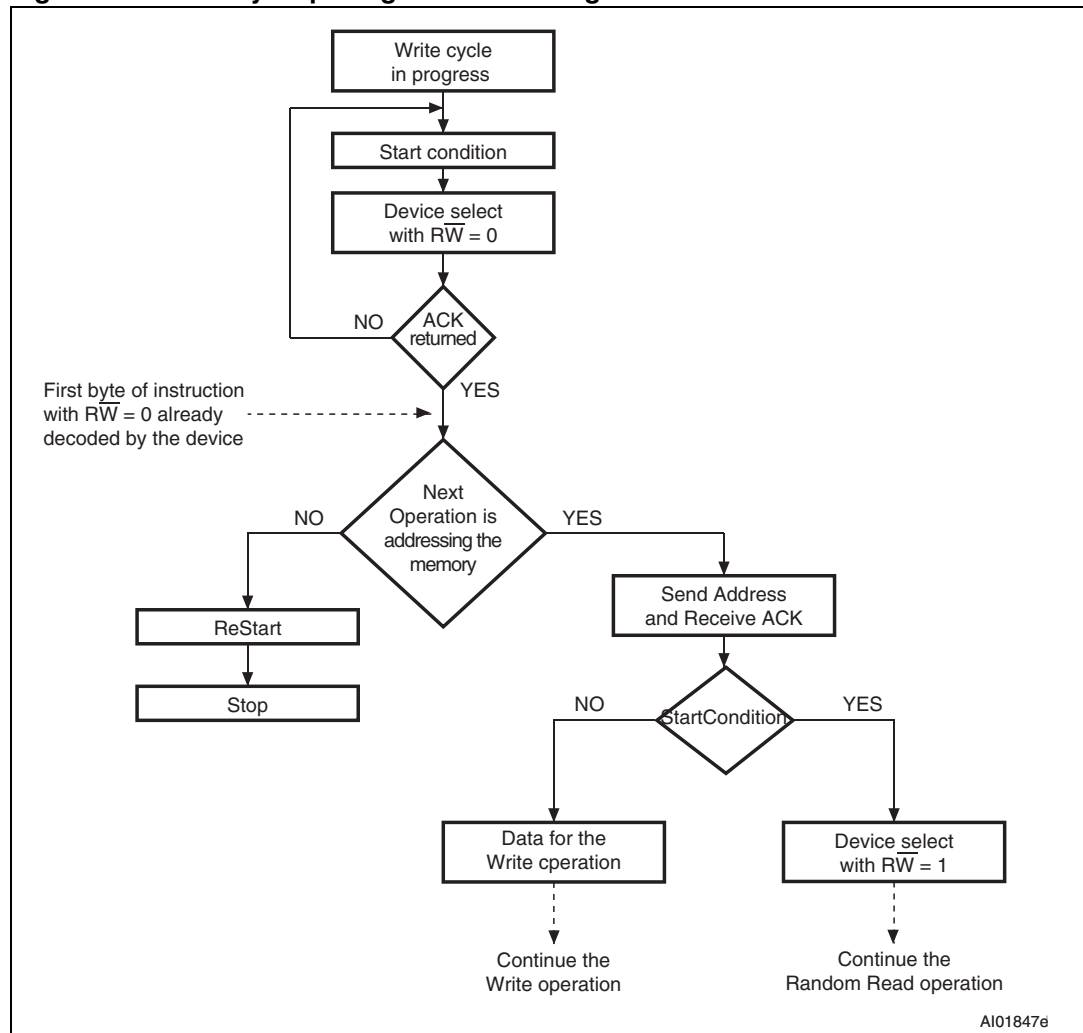 Write cycle
in progress
Start condition
Device select
with RW̅ = 0
ACK
returned
NO
YES
First byte of instruction
with RW̅ = 0 already
decoded by the device
Next
Operation is
addressing the
memory
NO
YES
Send Address
and Receive ACK
ReStart
Stop
StartCondition
NO
YES
Data for the
Write cperation
Device select
with RW̅ = 1
Continue the
Write operation
Continue the
Random Read operation
AI01847e